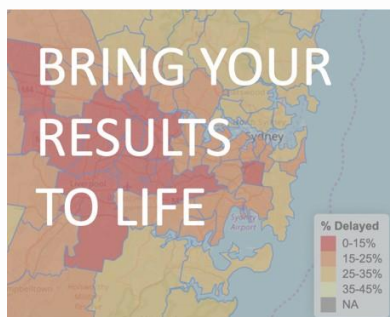 BRING YOUR
RESULTS
TO LIFE
Sydney
Sydney
Airport
% Delayed
0-15%
15-25%
25-35%
35-45%
NA